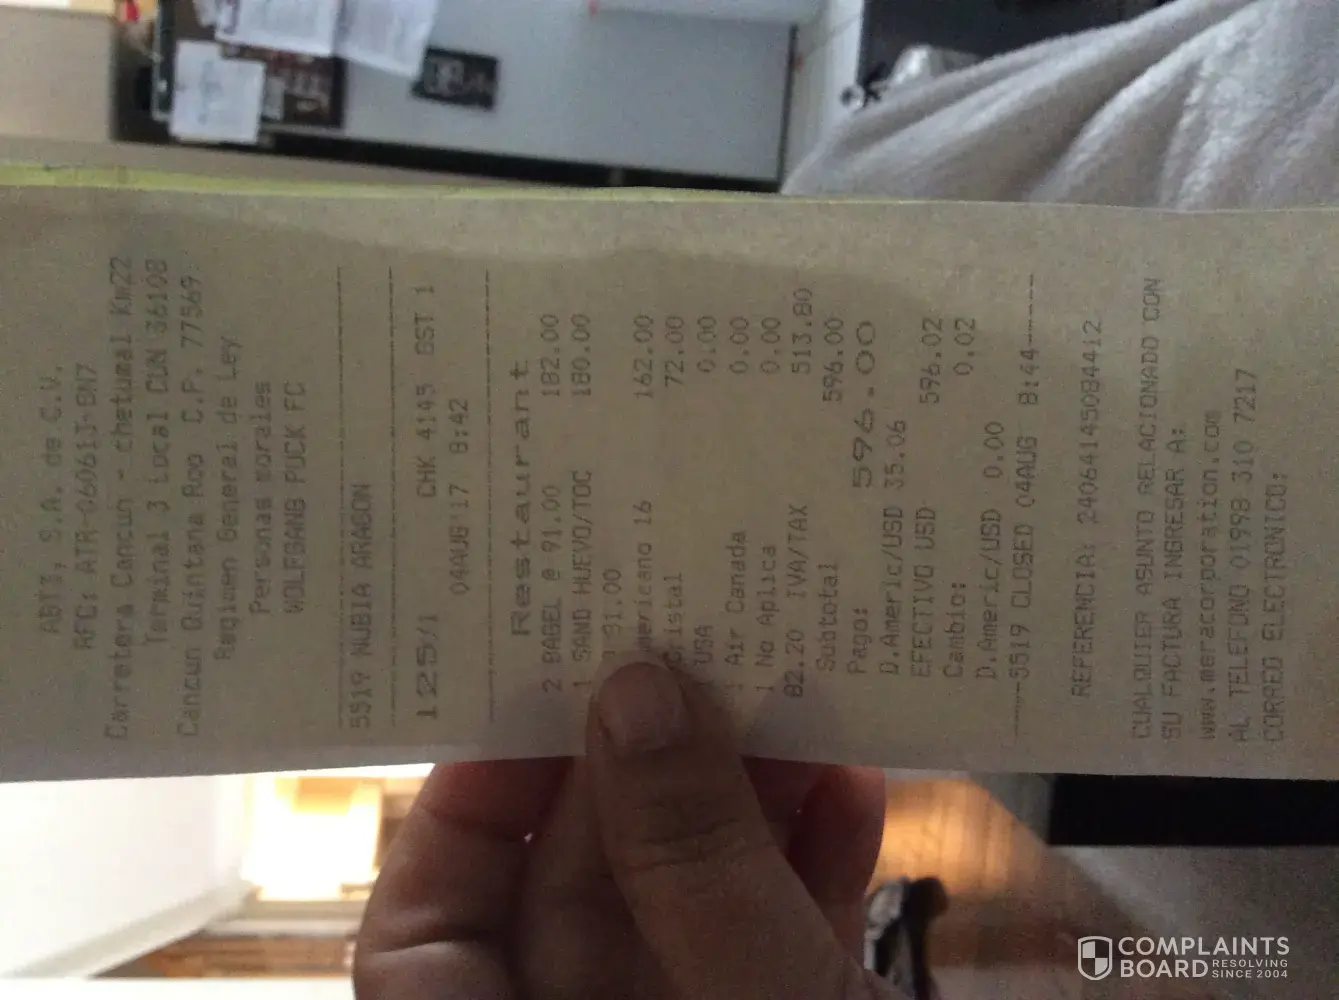 ABTI, S.A. de C.V.
RFC: ATR-060613-BN7
Carretera Cancun - chetumal Km22
Terminal 3 Local CUN 36108
Cancun Quintana Roo C.P. 77569
Regimen General de Ley
Personas morales
WOLFGANG PUCK FC
5519 NUBIA ARAGON
125/1 CHK 4145 GST 1
04AUG'17 8:42
Restaurant
2 BAGEL @ 91.00 182.00
1 SAND HUEVO/TOC 180.00
81.00
mericano 16 162.00
Cristal 72.00
USA 0.00
1 Air Canada 0.00
1 No Aplica 0.00
82.20 IVA/TAX 513.80
Subtotal 596.00
Pago: 596.00
D.Americ/USD 35.06
EFECTIVO USD 596.02
Cambio: 0.02
D.Americ/USD 0.00
-----5519 CLOSED 04AUG 8:44-----
REFERENCIA: 24064145084412
CUALQUIER ASUNTO RELACIONADO CON
SU FACTURA INGRESAR A:
www.meracorporation.com
AL TELEFONO 01998 310 7217
CORREO ELECTRONICO:
COMPLAINTS
BOARD RESOLVING
SINCE 2004